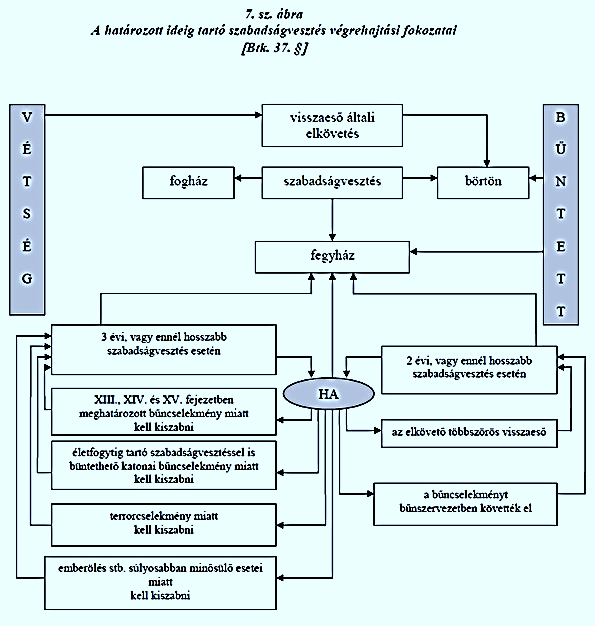 7. sz. ábra
A határozott ideig tartó szabadságvesztés végrehajtási fokozatai
[Btk. 37. §]
V
É
T
S
É
G
visszaeső általi
elkövetés
B
Ű
N
T
E
T
T
fogház
szabadságvesztés
börtön
fegyház
3 évi, vagy ennél hosszabb
szabadságvesztés esetén
2 évi, vagy ennél hosszabb
szabadságvesztés esetén
HA
XIII., XIV. és XV. fejezetben
meghatározott bűncselekmény miatt
kell kiszabni
az elkövető többszörös visszaeső
életfogytig tartó szabadságvesztéssel is
büntethető katonai bűncselekmény miatt
kell kiszabni
a bűncselekményt
bűnszervezetben követték el
terrorcselekmény miatt
kell kiszabni
emberölés stb. súlyosabban minősülő esetei
miatt
kell kiszabni